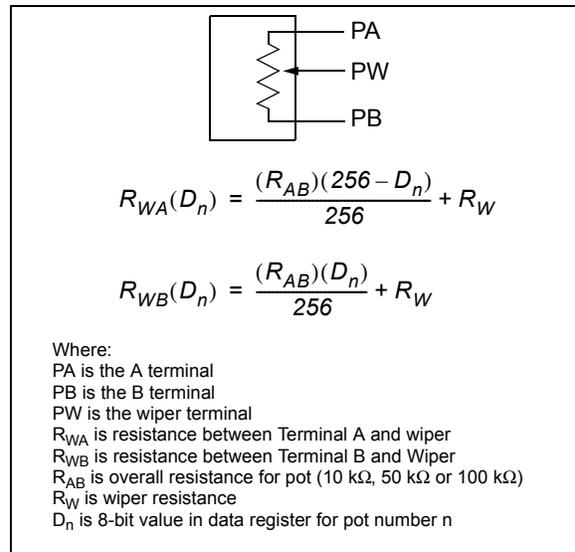 PA
PW
PB
R_WA(D_n) = (R_AB)(256 – D_n) / 256 + R_W
R_WB(D_n) = (R_AB)(D_n) / 256 + R_W
Where:
PA is the A terminal
PB is the B terminal
PW is the wiper terminal
R_WA is resistance between Terminal A and wiper
R_WB is resistance between Terminal B and Wiper
R_AB is overall resistance for pot (10 kΩ, 50 kΩ or 100 kΩ)
R_W is wiper resistance
D_n is 8-bit value in data register for pot number n